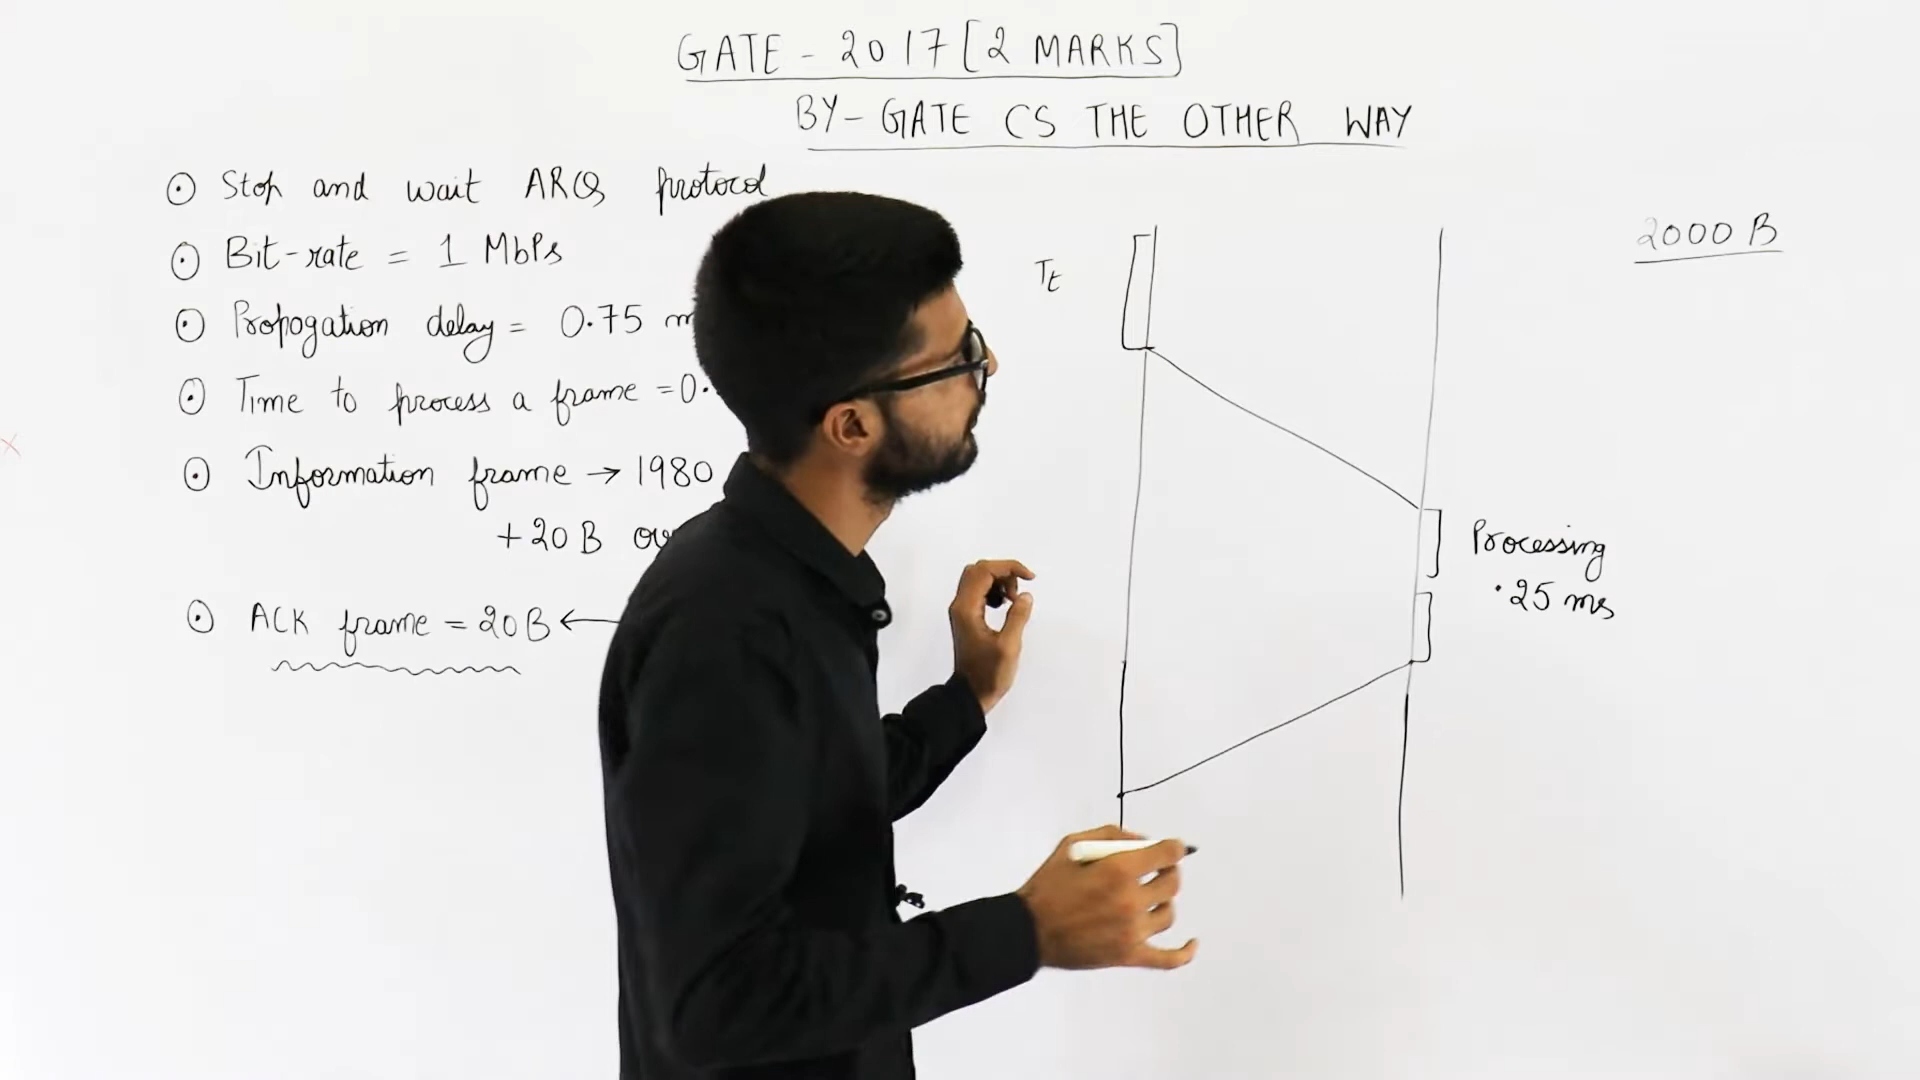 GATE - 2017 [2 MARKS]
BY- GATE CS THE OTHER WAY
Stop and wait ARQ protocol
Bit-rate = 1 Mbps
Propogation delay = 0.75 m
Time to process a frame = 0.
Information frame → 1980
+20 B
ACK frame = 20B ←
Tt
2000 B
Processing
.25 ms